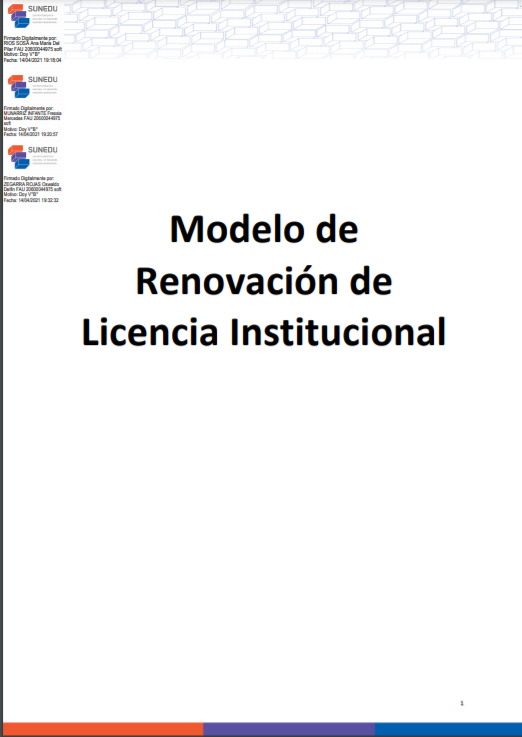 SUNEDU
Firmado Digitalmente por:
RIOS SOSA Ana Maria Del
Pilar FAU 20600044975 soft
Motivo: Doy V°B°
Fecha: 14/04/2021 19:18:04
SUNEDU
Firmado Digitalmente por:
MUNARRIZ INFANTE Fressia
Mercedes FAU 20600044975
soft
Motivo: Doy V°B°
Fecha: 14/04/2021 19:20:57
SUNEDU
Firmado Digitalmente por:
ZEGARRA ROJAS Oswaldo
Delfin FAU 20600044975 soft
Motivo: Doy V°B°
Fecha: 14/04/2021 19:32:32
Modelo de
Renovación de
Licencia Institucional
1